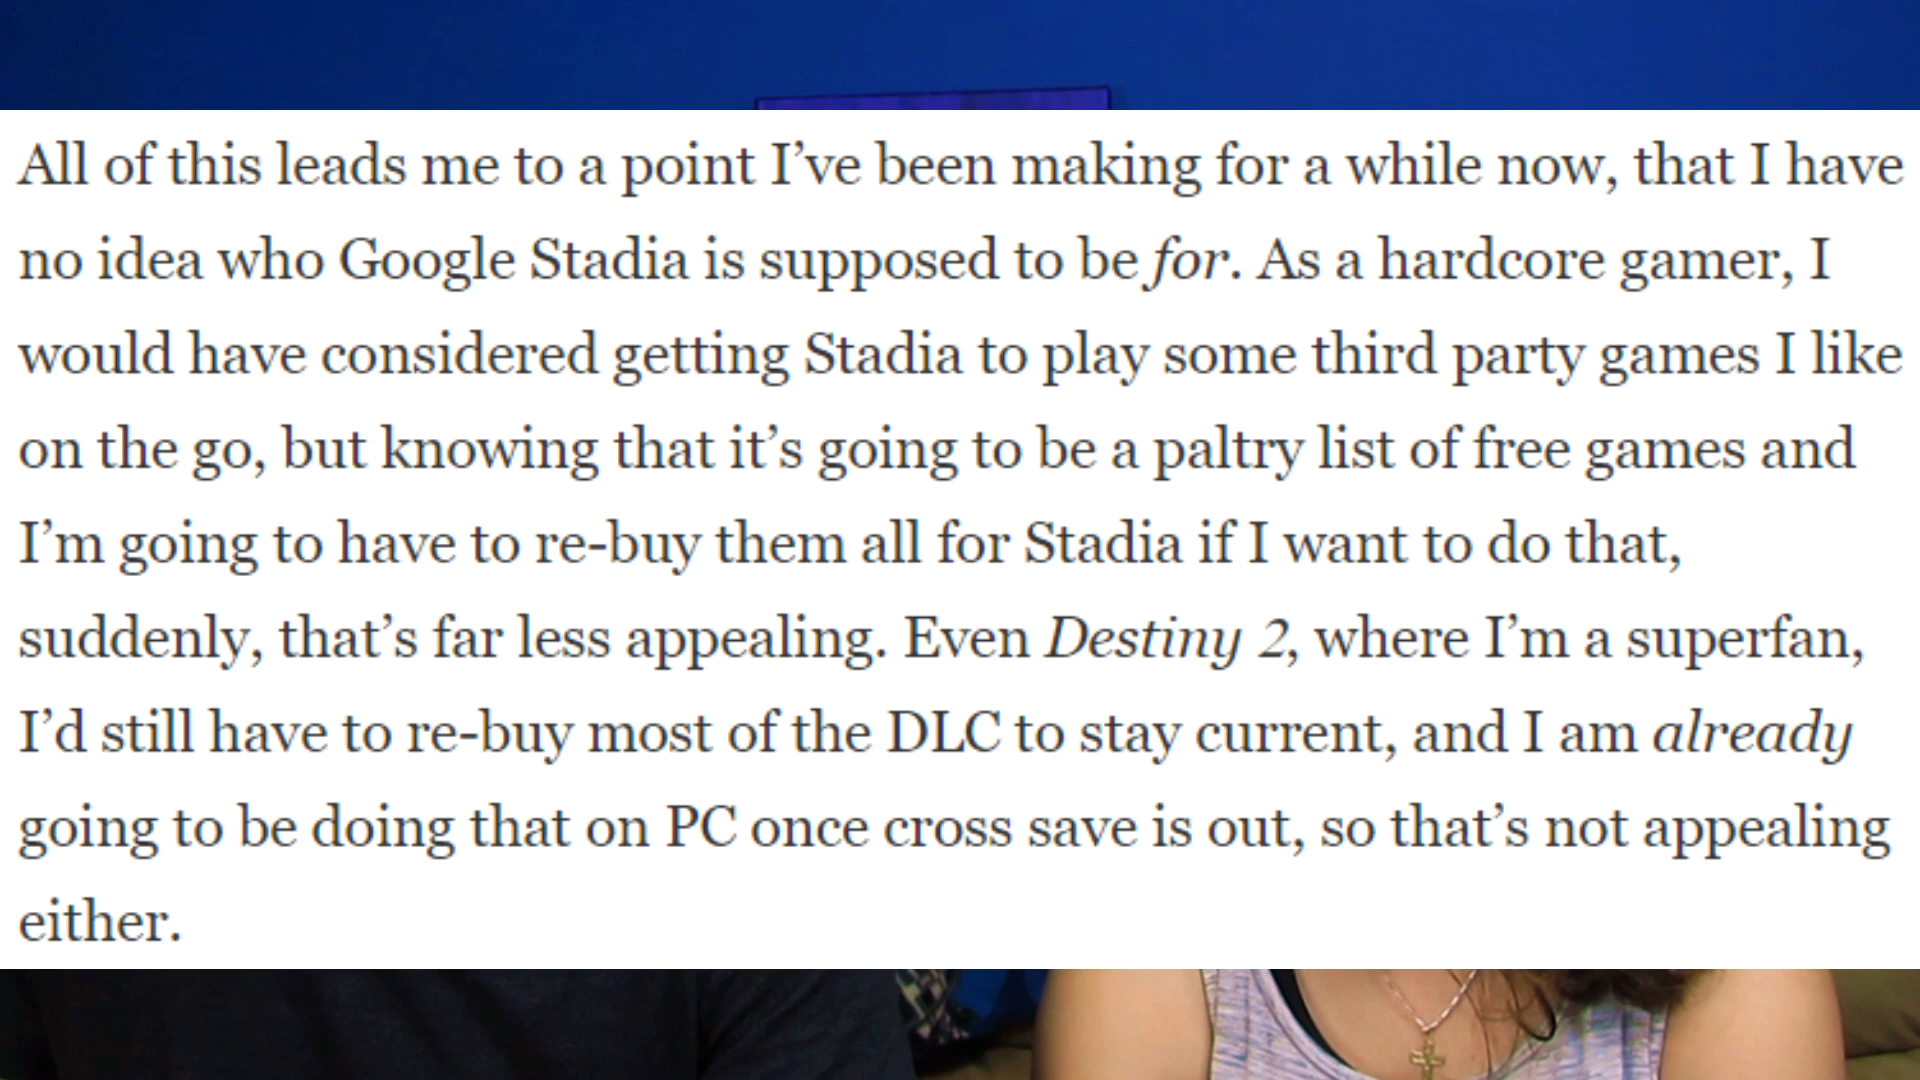 All of this leads me to a point I’ve been making for a while now, that I have
no idea who Google Stadia is supposed to be for. As a hardcore gamer, I
would have considered getting Stadia to play some third party games I like
on the go, but knowing that it’s going to be a paltry list of free games and
I’m going to have to re-buy them all for Stadia if I want to do that,
suddenly, that’s far less appealing. Even Destiny 2, where I’m a superfan,
I’d still have to re-buy most of the DLC to stay current, and I am already
going to be doing that on PC once cross save is out, so that’s not appealing
either.